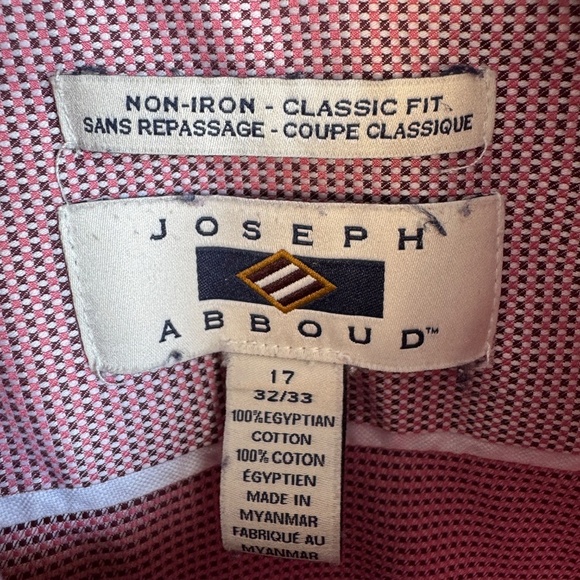 NON-IRON - CLASSIC FIT
SANS REPASSAGE - COUPE CLASSIQUE
JOSEPH
ABBOUD™
17
32/33
100% EGYPTIAN
COTTON
100% COTON
ÉGYPTIEN
MADE IN
MYANMAR
FABRIQUÉ AU
MYANMAR